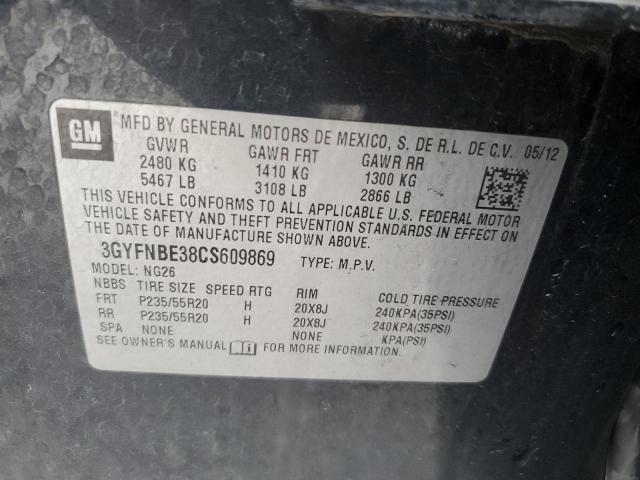 GM MFD BY GENERAL MOTORS DE MEXICO, S. DE R.L. DE C.V. 05/12
GVWR GAWR FRT GAWR RR
2480 KG 1410 KG 1300 KG
5467 LB 3108 LB 2866 LB
THIS VEHICLE CONFORMS TO ALL APPLICABLE U.S. FEDERAL MOTOR
VEHICLE SAFETY AND THEFT PREVENTION STANDARDS IN EFFECT ON
THE DATE OF MANUFACTURE SHOWN ABOVE.
3GYFNBE38CS609869 TYPE: M.P.V.
MODEL: NG26
NBBS TIRE SIZE SPEED RTG RIM COLD TIRE PRESSURE
FRT P235/55R20 H 20X8J 240KPA(35PSI)
RR P235/55R20 H 20X8J 240KPA(35PSI)
SPA NONE NONE KPA(PSI)
SEE OWNER'S MANUAL FOR MORE INFORMATION.